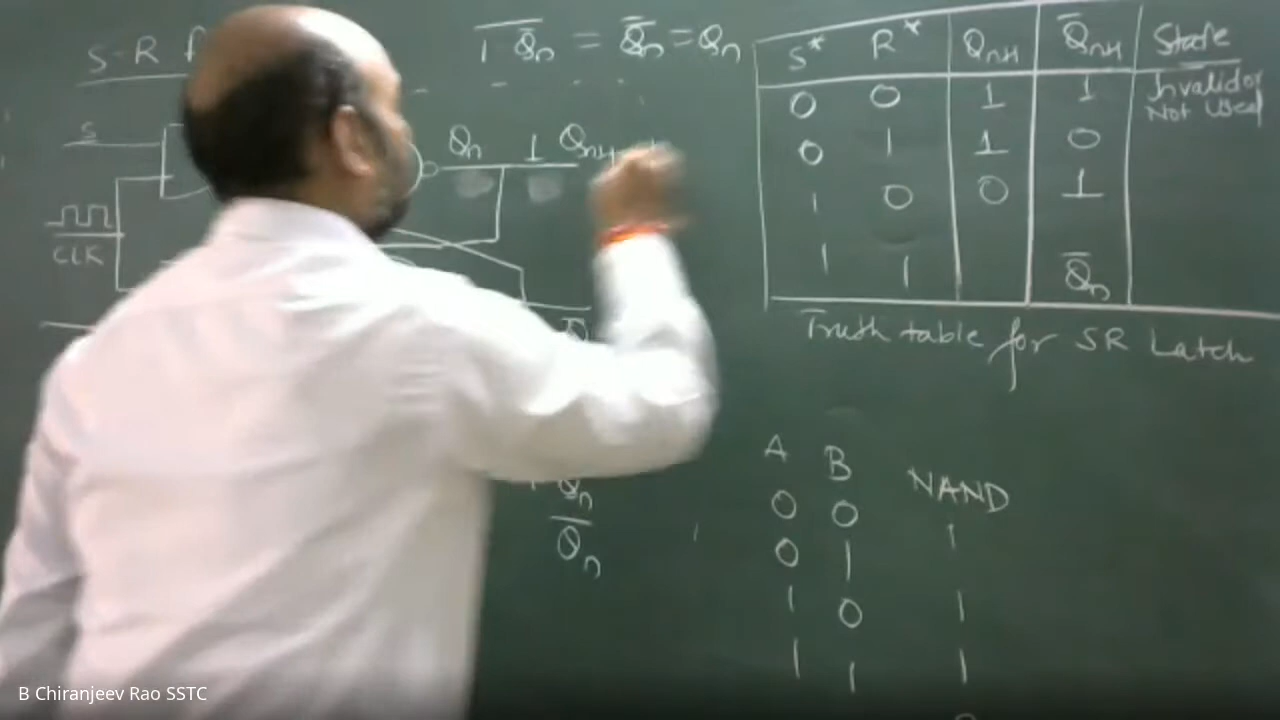 S-R
1 Q̅n = Q̅n = Qn
S
Qn 1 Qn+1
CLK
S* R* Qn+1 Q̅n+1 State
0 0 1 1 Invalid or Not Used
0 1 1 0
1 0 0 1
1 1 Q̅n
Truth table for SR Latch
Qn
Q̅n
A B NAND
0 0 1
0 1 1
1 0 1
1 1 0
B Chiranjeev Rao SSTC